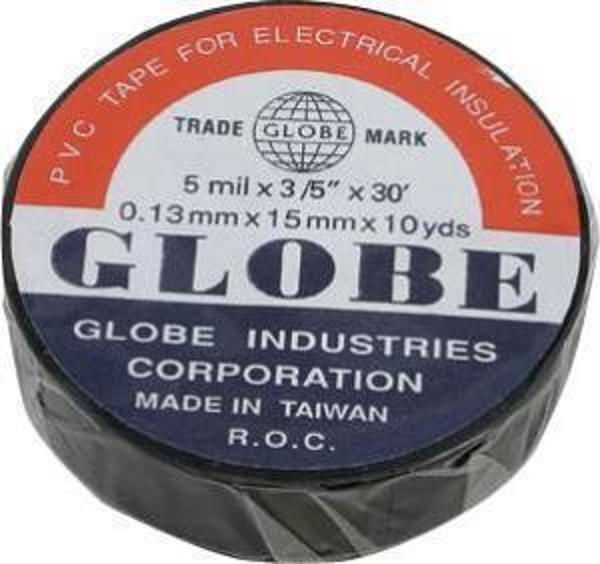 PVC TAPE FOR ELECTRICAL INSULATION
TRADE GLOBE MARK
5 mil x 3/5" x 30'
0.13mm x 15mm x 10yds
GLOBE
GLOBE INDUSTRIES
CORPORATION
MADE IN TAIWAN
R.O.C.